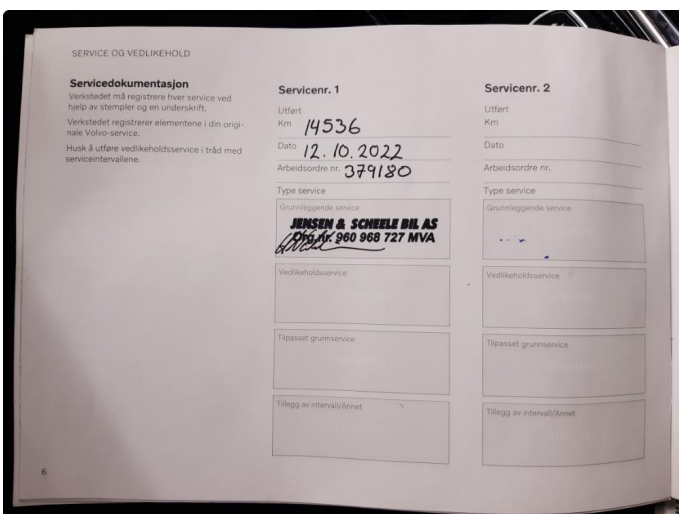 SERVICE OG VEDLIKEHOLD
Servicedokumentasjon
Verkstedet må registrere hver service ved
hjelp av stempler og en underskrift.
Verkstedet registrerer elementene i din origi-
nale Volvo-service.
Husk å utføre vedlikeholdsservice i tråd med
serviceintervallene.
Servicenr. 1
Utført
Km 14536
Dato 12.10.2022
Arbeidsordre nr. 379180
Type service
Grunnleggende service
JENSEN & SCHEELE BIL AS
Org.nr. 960 968 727 MVA
Vedlikeholdsservice
Tilpasset grunnservice
Tillegg av intervall/Annet
Servicenr. 2
Utført
Km
Dato
Arbeidsordre nr.
Type service
Grunnleggende service
Vedlikeholdsservice
Tilpasset grunnservice
Tillegg av intervall/Annet
6